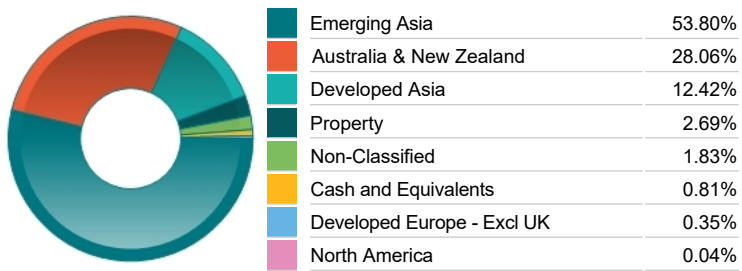 Emerging Asia 53.80%
Australia & New Zealand 28.06%
Developed Asia 12.42%
Property 2.69%
Non-Classified 1.83%
Cash and Equivalents 0.81%
Developed Europe - Excl UK 0.35%
North America 0.04%